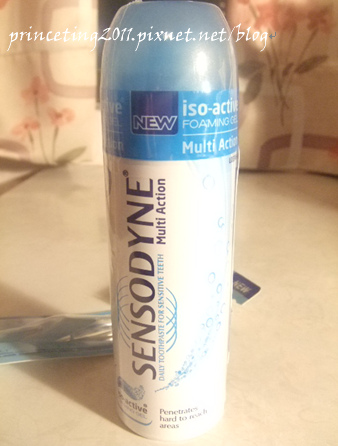 princeting2011.pixnet.net/blog
NEW
iso-active
FOAMING GEL
Multi Action
SENSODYNE®
Multi Action
DAILY TOOTHPASTE FOR SENSITIVE TEETH
Penetrates
hard to reach
areas
NEW